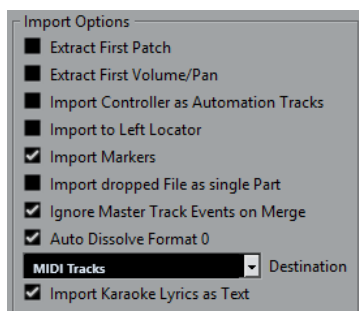 Import Options
Extract First Patch
Extract First Volume/Pan
Import Controller as Automation Tracks
Import to Left Locator
Import Markers
Import dropped File as single Part
Ignore Master Track Events on Merge
Auto Dissolve Format 0
MIDI Tracks Destination
Import Karaoke Lyrics as Text